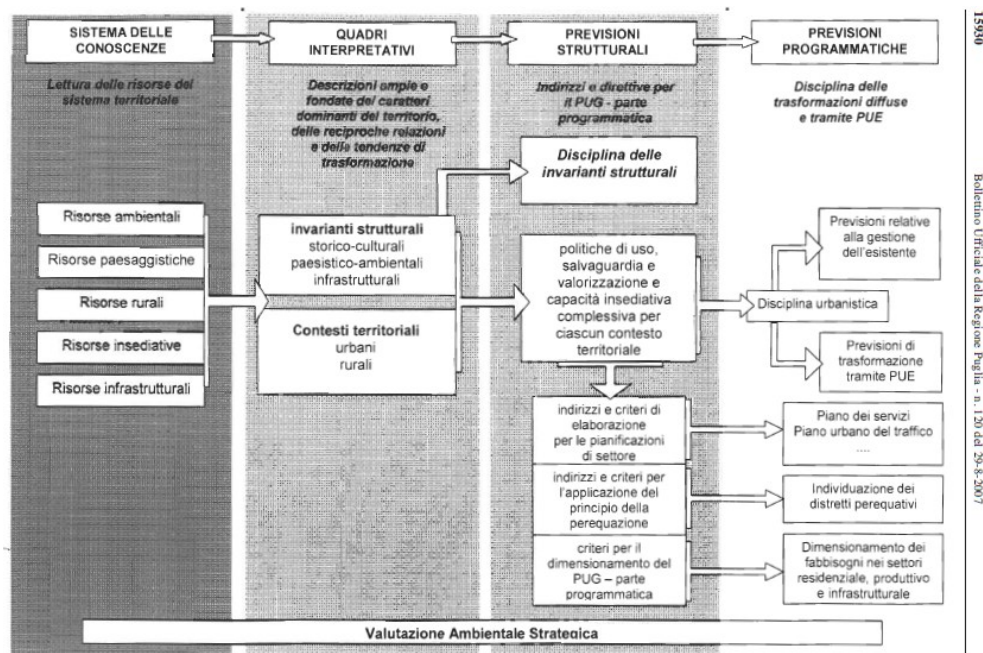 SISTEMA DELLE
CONOSCENZE
QUADRI
INTERPRETATIVI
PREVISIONI
STRUTTURALI
PREVISIONI
PROGRAMMATICHE
Lettura delle risorse del
sistema territoriale
Descrizioni ampie e
fondate dei caratteri
dominanti del territorio,
delle reciproche relazioni
e delle tendenze di
trasformazione
Indirizzi e direttive per
il PUG - parte
programmatica
Disciplina delle
trasformazioni diffuse
e tramite PUE
Disciplina delle
invarianti strutturali
Risorse ambientali
Risorse paesaggistiche
Risorse rurali
Risorse insediative
Risorse infrastrutturali
invarianti strutturali
storico-culturali
paesistico-ambientali
infrastrutturali
Contesti territoriali
urbani
rurali
politiche di uso,
salvaguardia e
valorizzazione e
capacità insediativa
complessiva per
ciascun contesto
territoriale
Previsioni relative
alla gestione
dell'esistente
Disciplina urbanistica
Previsioni di
trasformazione
tramite PUE
indirizzi e criteri di
elaborazione
per le pianificazioni
di settore
Piano dei servizi
Piano urbano del traffico
....
indirizzi e criteri per
l'applicazione del
principio della
perequazione
Individuazione dei
distretti perequativi
criteri per il
dimensionamento del
PUG – parte
programmatica
Dimensionamento dei
fabbisogni nei settori
residenziale, produttivo
e infrastrutturale
Valutazione Ambientale Strategica
15930
Bollettino Ufficiale della Regione Puglia - n. 120 del 29-8-2007